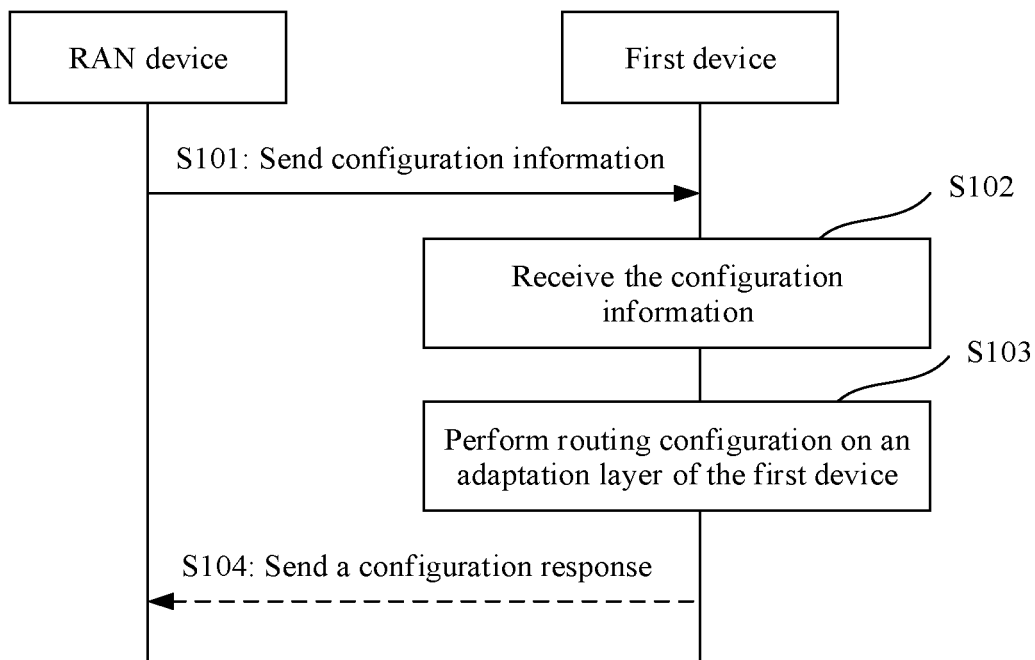 RAN device
First device
S101: Send configuration information
S102
Receive the configuration
information
S103
Perform routing configuration on an
adaptation layer of the first device
S104: Send a configuration response